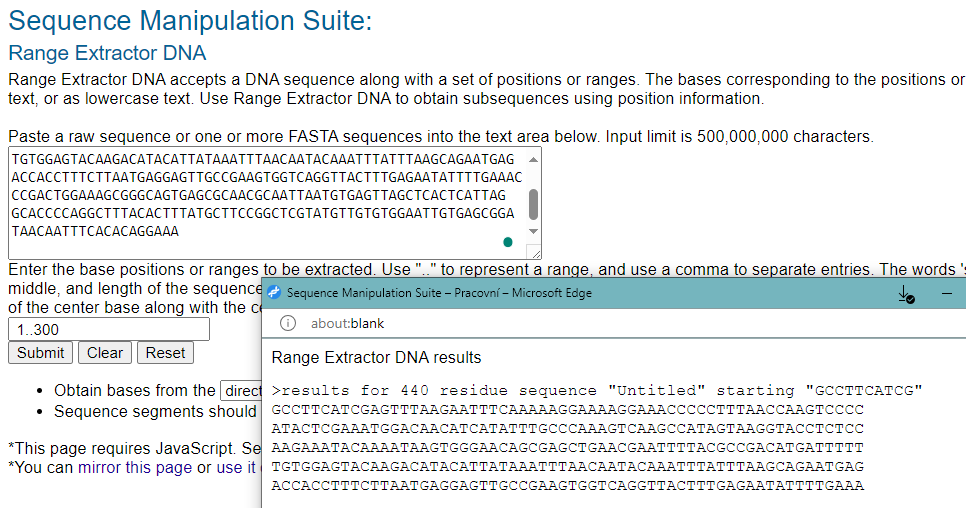 Sequence Manipulation Suite:
Range Extractor DNA
Range Extractor DNA accepts a DNA sequence along with a set of positions or ranges. The bases corresponding to the positions or
text, or as lowercase text. Use Range Extractor DNA to obtain subsequences using position information.
Paste a raw sequence or one or more FASTA sequences into the text area below. Input limit is 500,000,000 characters.
TGTGGAGTACAAGACATACATTATAAATTTAACAATACAAATTTATTTAAGCAGAATGAG
ACCACCTTTCTTAATGAGGAGTTGCCGAAGTGGTCAGGTTACTTTGAGAATATTTTGAAAC
CCGACTGGAAAGCGGGCAGTGAGCGCAACGCAATTAATGTGAGTTAGCTCACTCATTAG
GCACCCCAGGCTTTACACTTTATGCTTCCGGCTCGTATGTTGTGTGGAATTGTGAGCGGA
TAACAATTTCACACAGGAAA
Enter the base positions or ranges to be extracted. Use ".." to represent a range, and use a comma to separate entries. The words 's
middle, and length of the sequence
of the center base along with the ce
1..300
Submit Clear Reset
• Obtain bases from the direct
• Sequence segments should
*This page requires JavaScript. Se
*You can mirror this page or use it
Sequence Manipulation Suite – Pracovní – Microsoft Edge
about:blank
Range Extractor DNA results
>results for 440 residue sequence "Untitled" starting "GCCTTCATCG"
GCCTTCATCGAGTTTAAGAATTTCAAAAAGGAAAAGGAAACCCCCTTTAACCAAGTCCCC
ATACTCGAAATGGACAACATCATATTTGCCCAAAGTCAAGCCATAGTAAGGTACCTCTCC
AAGAAATACAAAATAAGTGGGAACAGCGAGCTGAACGAATTTTACGCCGACATGATTTTT
TGTGGAGTACAAGACATACATTATAAATTTAACAATACAAATTTATTTAAGCAGAATGAG
ACCACCTTTCTTAATGAGGAGTTGCCGAAGTGGTCAGGTTACTTTGAGAATATTTTGAAA